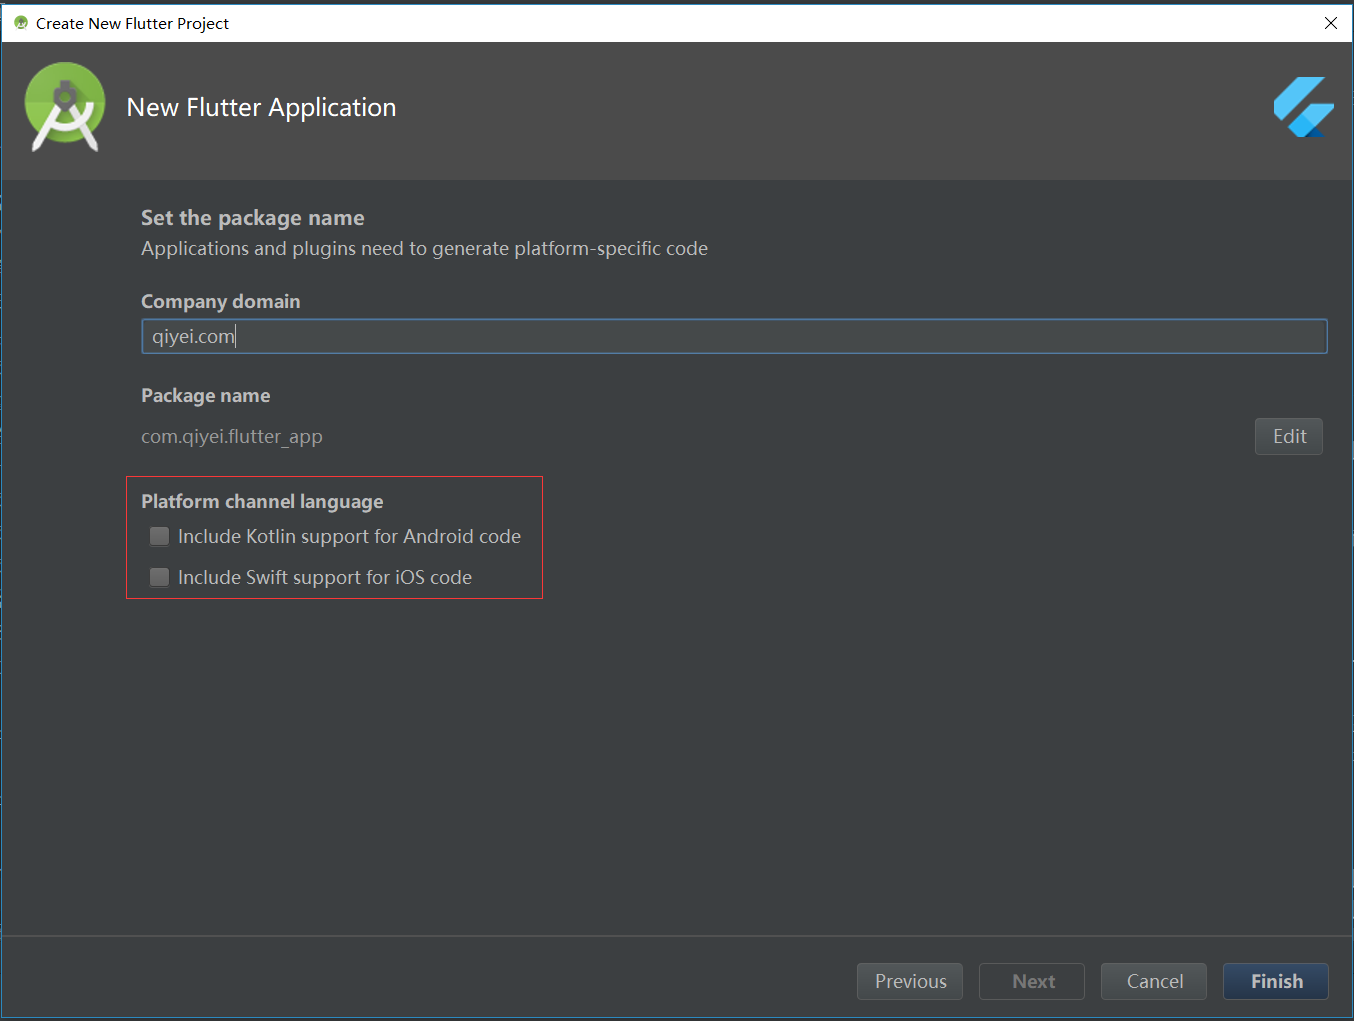 Create New Flutter Project
New Flutter Application
Set the package name
Applications and plugins need to generate platform-specific code
Company domain
qiyei.com
Package name
com.qiyei.flutter_app
Edit
Platform channel language
Include Kotlin support for Android code
Include Swift support for iOS code
Previous
Next
Cancel
Finish